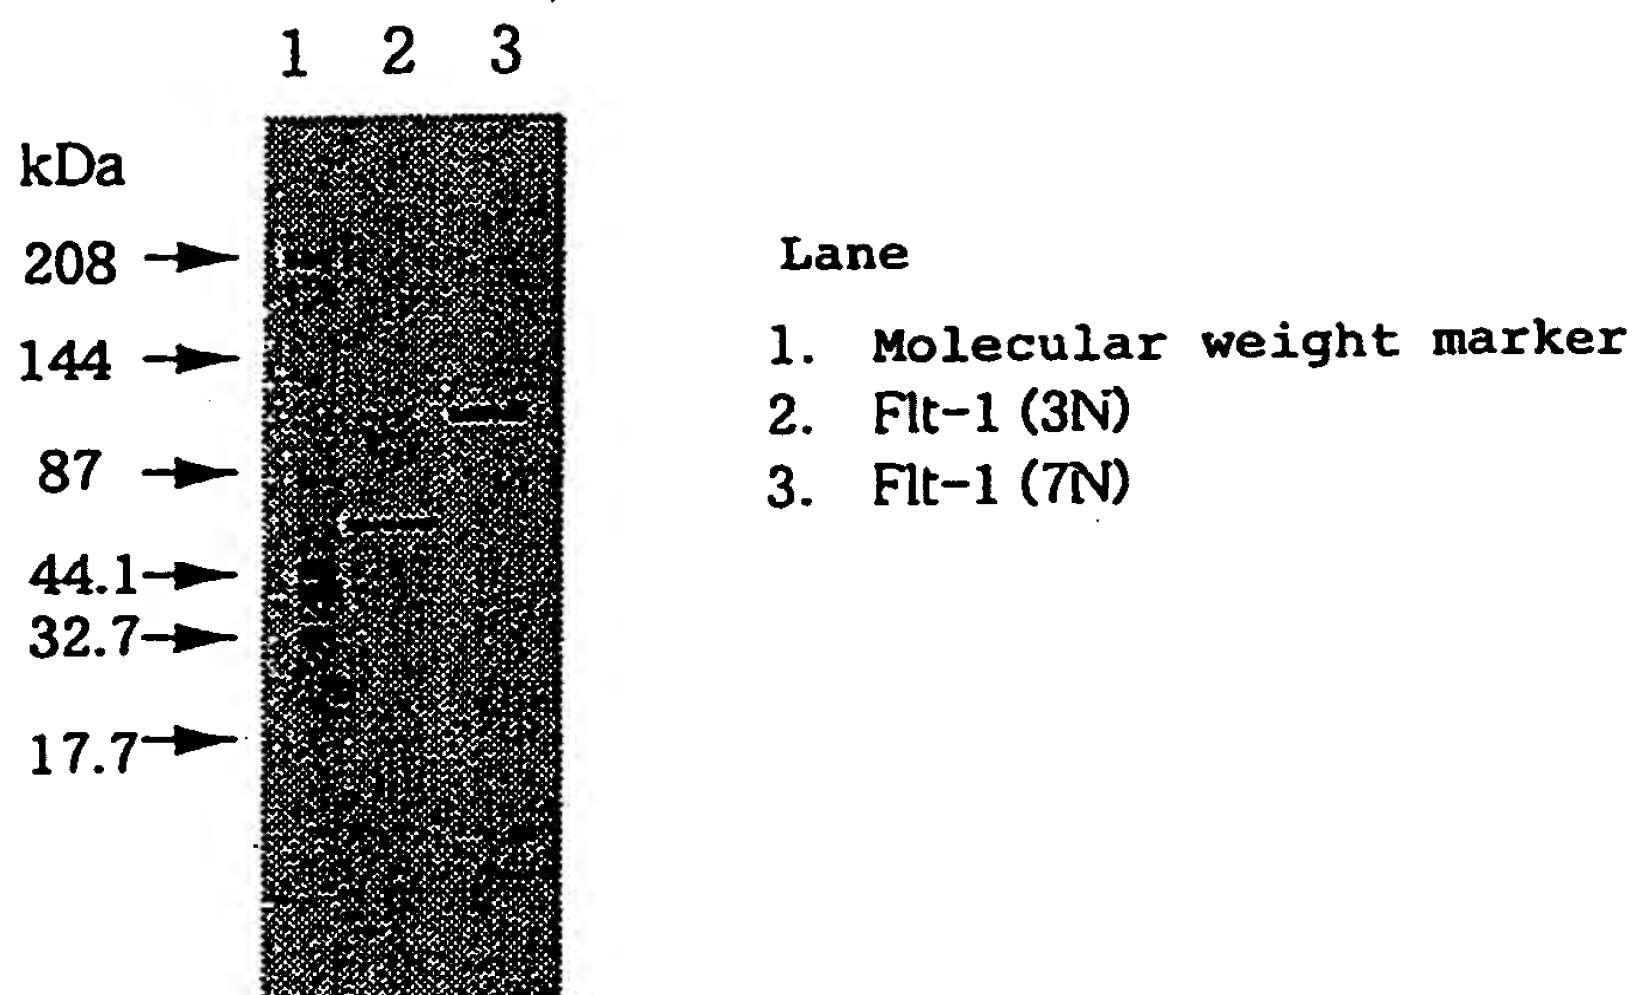 1 2 3
kDa
208
144
87
44.1
32.7
17.7
Lane
1. Molecular weight marker
2. Flt-1 (3N)
3. Flt-1 (7N)